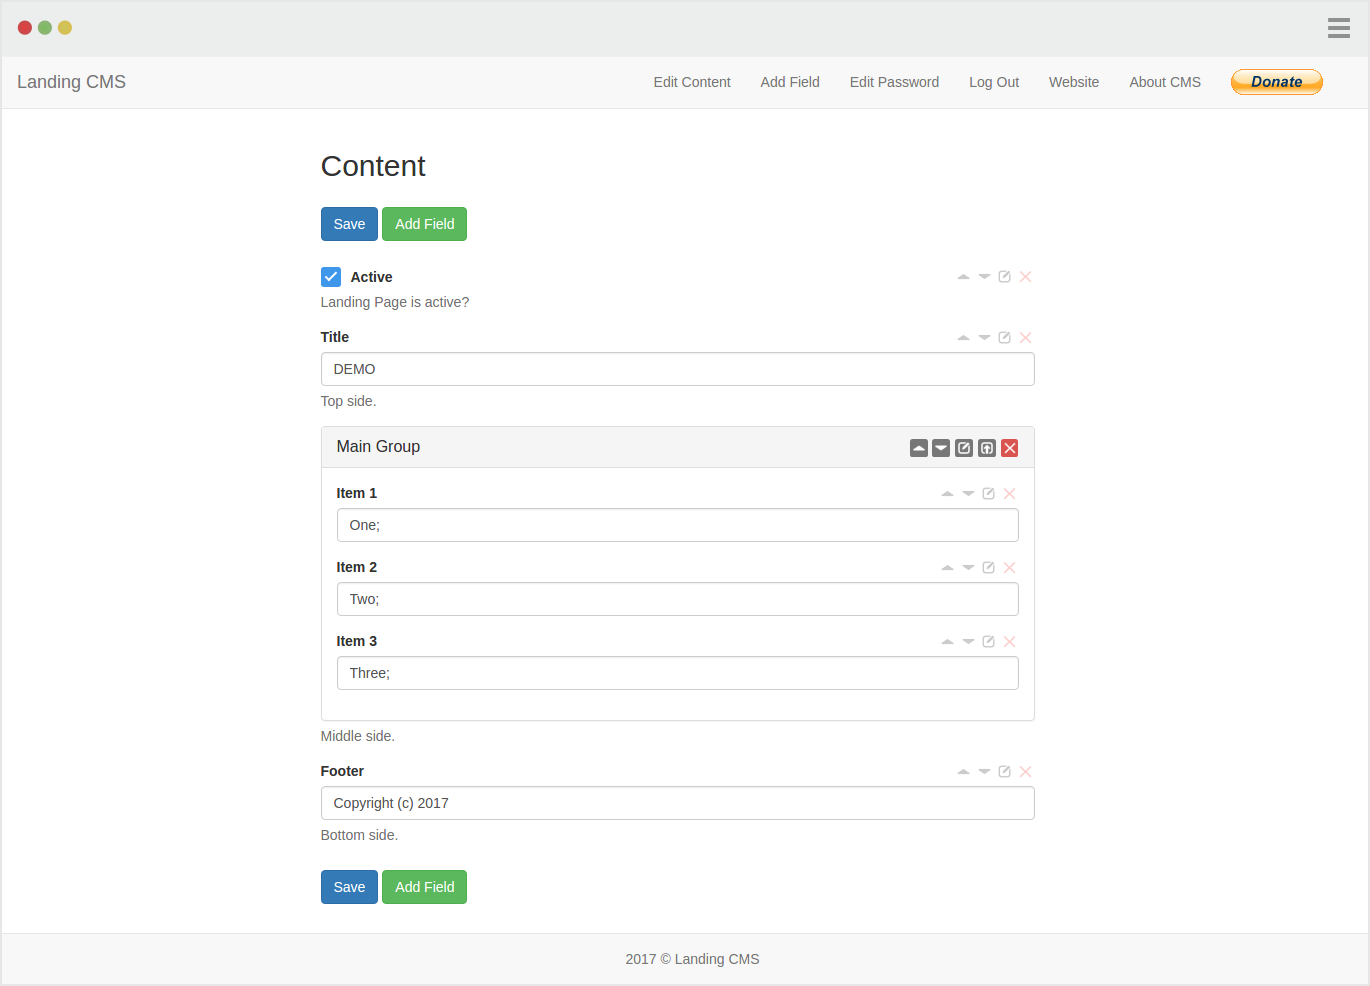 Landing CMS Edit Content Add Field Edit Password Log Out Website About CMS Donate
Content
Save Add Field
Active
Landing Page is active?
Title
DEMO
Top side.
Main Group
Item 1
One;
Item 2
Two;
Item 3
Three;
Middle side.
Footer
Copyright (c) 2017
Bottom side.
Save Add Field
2017 © Landing CMS